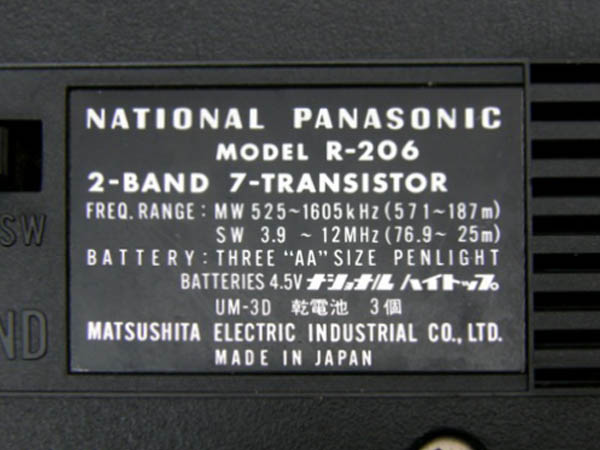 NATIONAL PANASONIC
MODEL R-206
2-BAND 7-TRANSISTOR
FREQ. RANGE : MW 525~1605kHz (571~187m)
SW 3.9 ~ 12MHz (76.9~ 25m)
BATTERY : THREE "AA" SIZE PENLIGHT
BATTERIES 4.5V ナショナル ハイトップ
UM-3D 乾電池 3個
MATSUSHITA ELECTRIC INDUSTRIAL CO., LTD.
MADE IN JAPAN
SW
ND